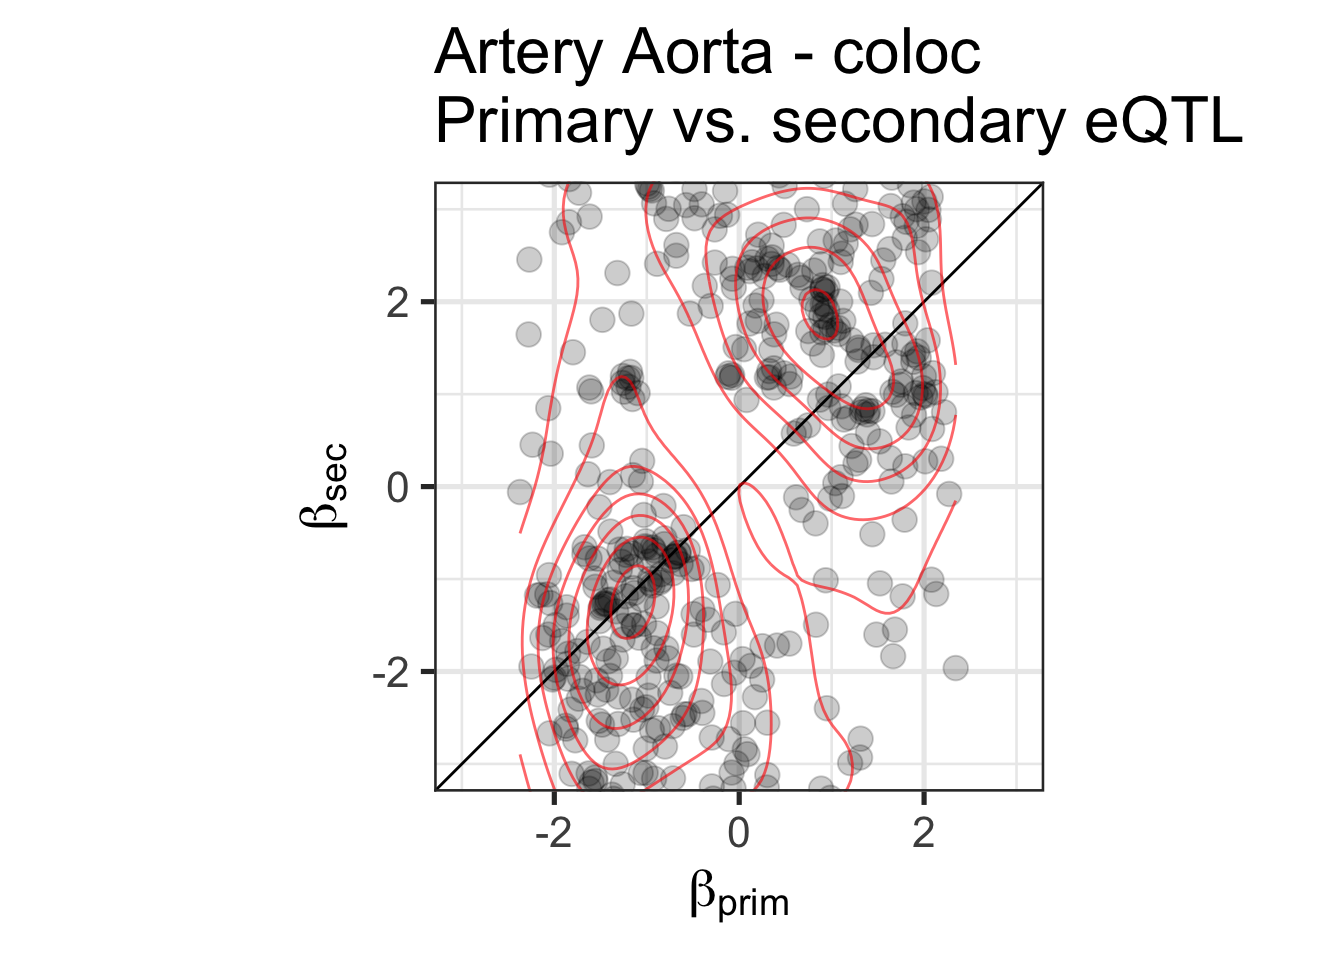 Artery Aorta - coloc
Primary vs. secondary eQTL
2
0
-2
βsec
-2 0 2
βprim